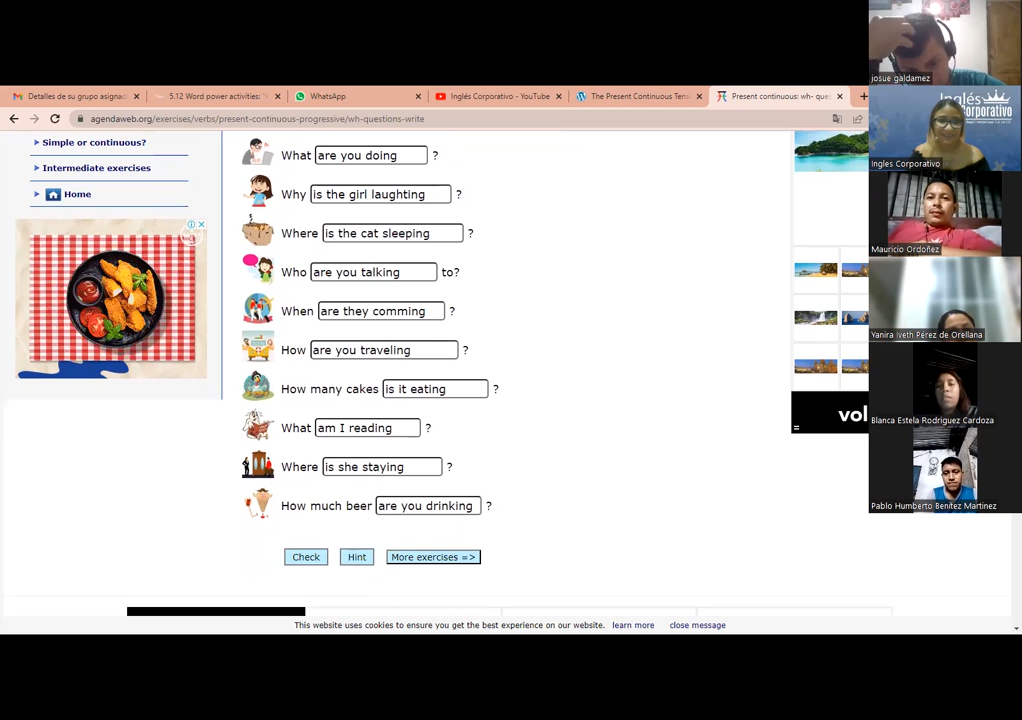 josue galdamez
Detalles de su grupo asignad
5.12 Word power activities: "
WhatsApp
Inglés Corporativo - YouTube
The Present Continuous Tens
Present continuous: wh- ques
agendaweb.org/exercises/verbs/present-continuous-progressive/wh-questions-write
Inglés
Corporativo
Ingles Corporativo
Simple or continuous?
Intermediate exercises
Home
What are you doing ?
Why is the girl laughting ?
Where is the cat sleeping ?
Who are you talking to?
When are they comming ?
How are you traveling ?
How many cakes is it eating ?
What am I reading ?
Where is she staying ?
How much beer are you drinking ?
Check Hint More exercises =>
vol
Mauricio Ordoñez
Yanira Iveth Pérez de Orellana
Blanca Estela Rodriguez Cardoza
Pablo Humberto Benítez Martínez
This website uses cookies to ensure you get the best experience on our website. learn more close message